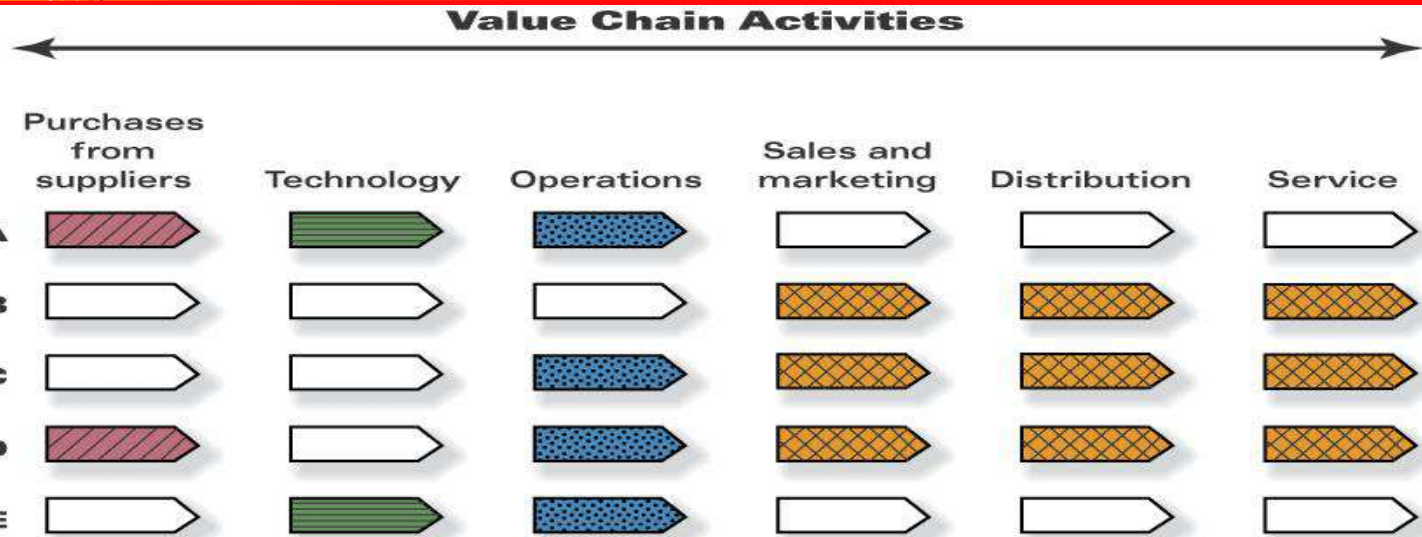 Value Chain Activities
Purchases
from
suppliers
Technology
Operations
Sales and
marketing
Distribution
Service
A
B
C
D
E